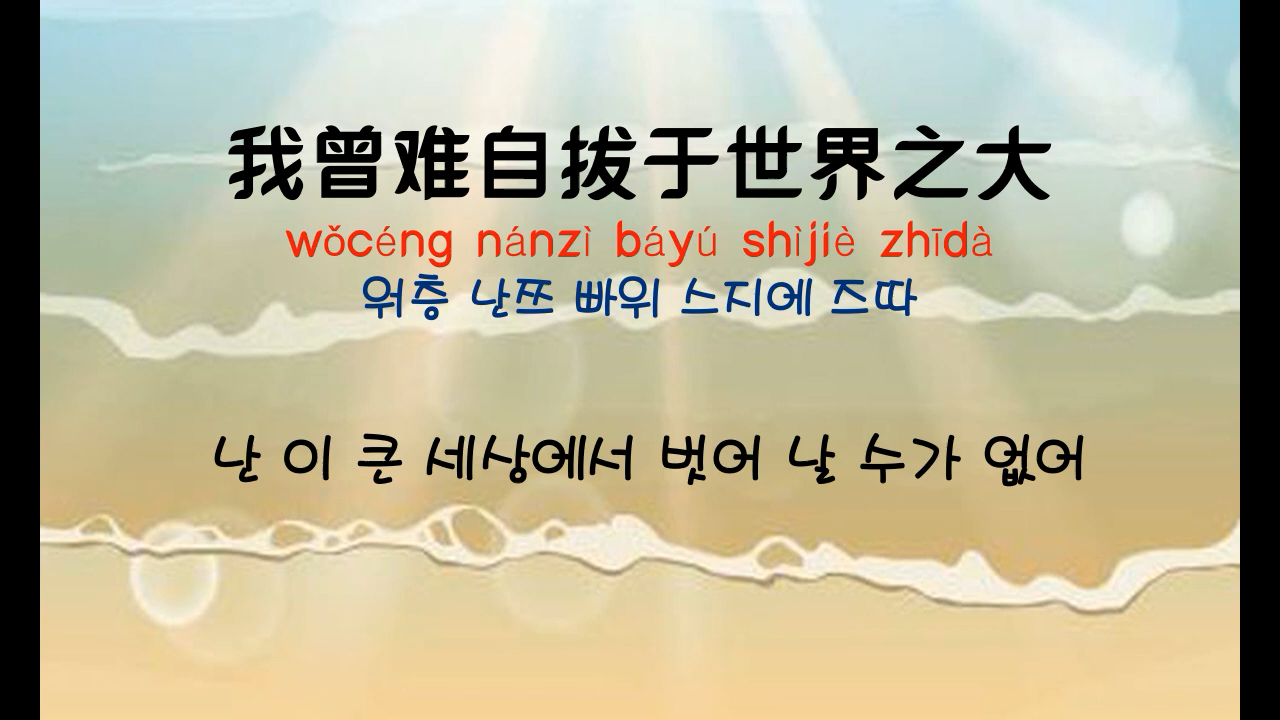 我曾难自拔于世界之大
wǒcéng nánzì báyú shìjiè zhīdà
워층 난쯔 빠위 스지에 즈따
난 이 큰 세상에서 벗어 날 수가 없어